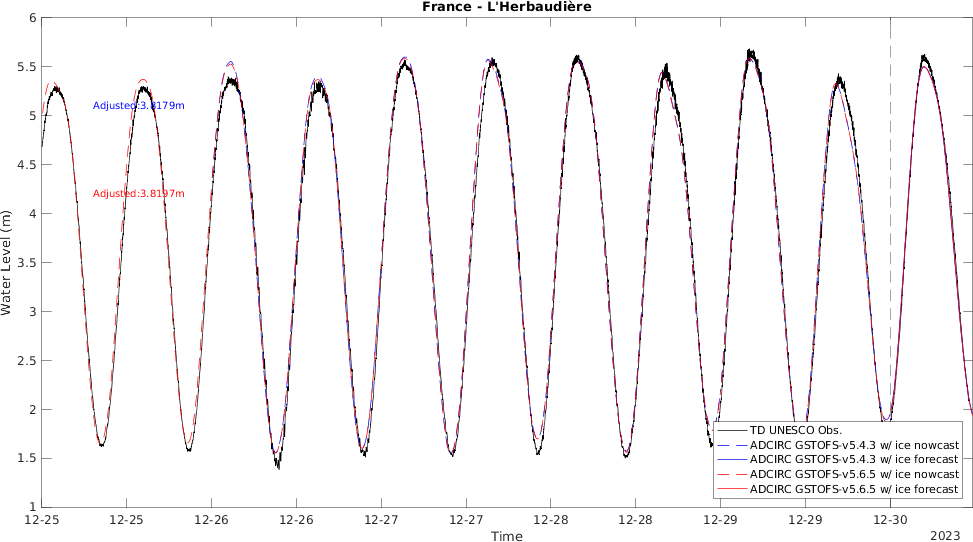 France - L'Herbaudière
6
5.5
5
4.5
4
3.5
3
2.5
2
1.5
1
Water Level (m)
Adjusted:3.8179m
Adjusted:3.8197m
TD UNESCO Obs.
ADCIRC GSTOFS-v5.4.3 w/ ice nowcast
ADCIRC GSTOFS-v5.4.3 w/ ice forecast
ADCIRC GSTOFS-v5.6.5 w/ ice nowcast
ADCIRC GSTOFS-v5.6.5 w/ ice forecast
12-25 12-25 12-26 12-26 12-27 12-27 12-28 12-28 12-29 12-29 12-30
Time
2023